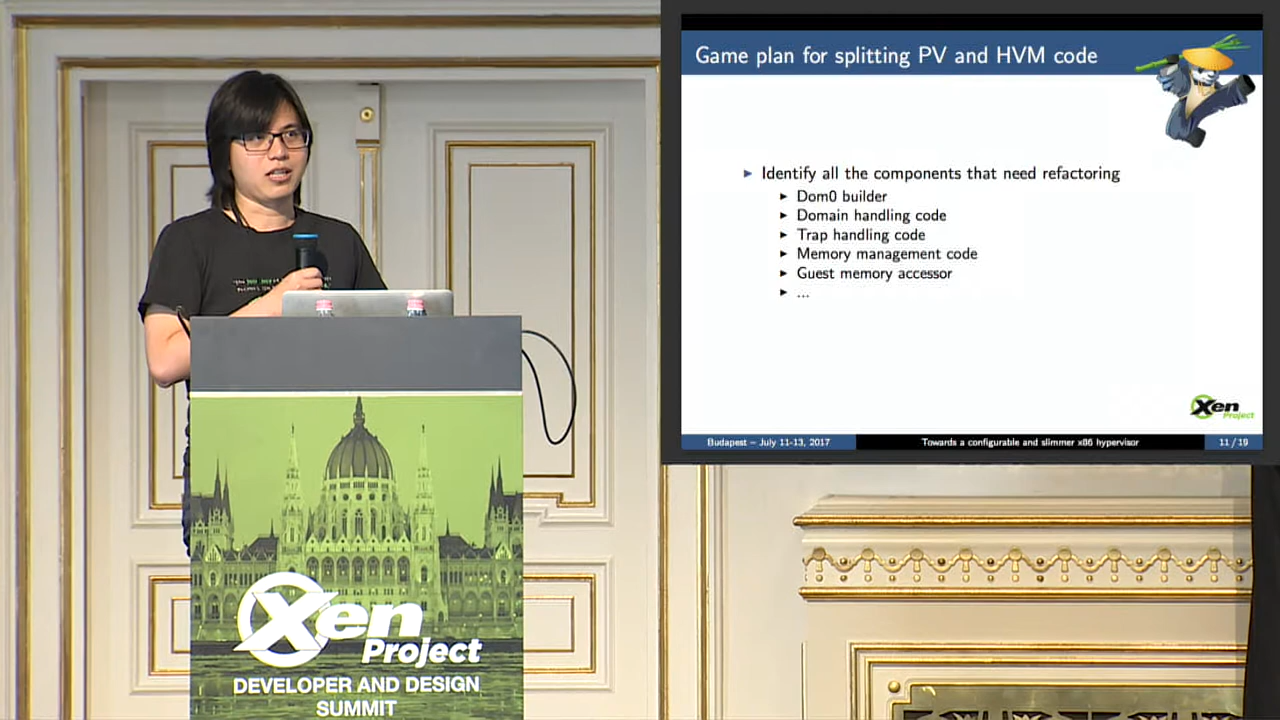 Game plan for splitting PV and HVM code
Identify all the components that need refactoring
Dom0 builder
Domain handling code
Trap handling code
Memory management code
Guest memory accessor
...
Xen
Project
Budapest – July 11-13, 2017
Towards a configurable and slimmer x86 hypervisor
11 / 19
Xen
Project
DEVELOPER AND DESIGN
SUMMIT